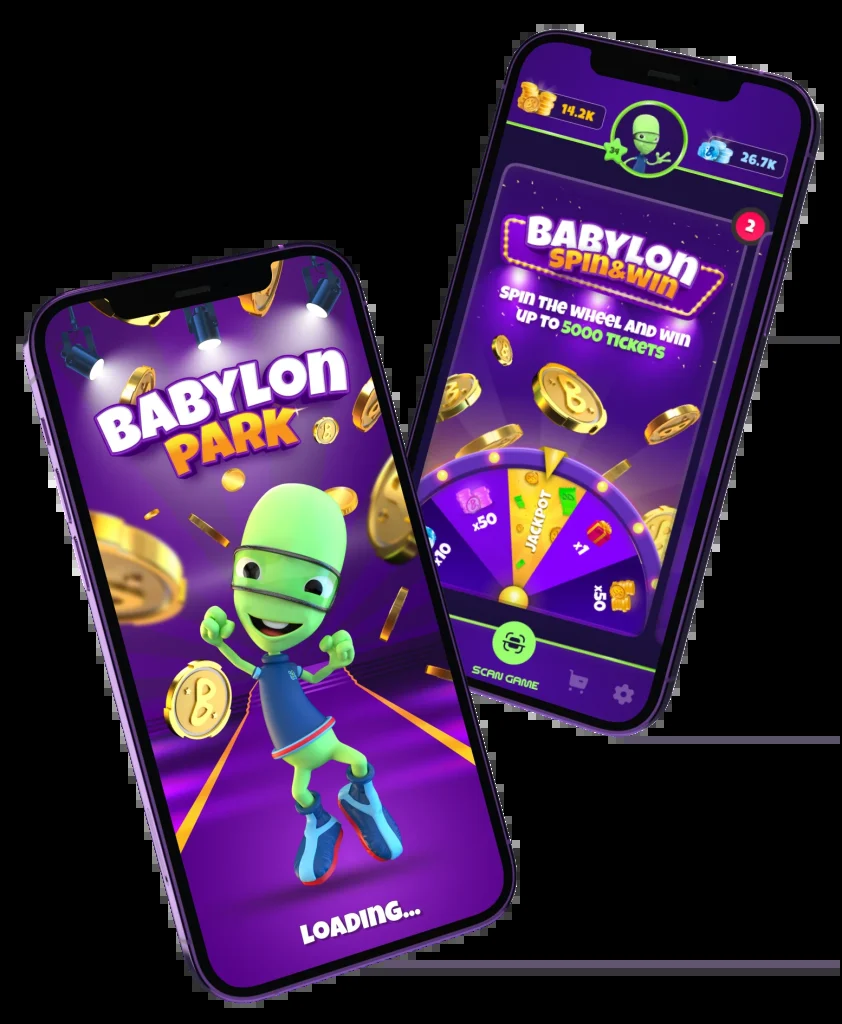 BABYLON
PARK
LOADING...
14.2K
34
26.7K
2
BABYLON
SPIN&WIN
SPIN THE WHEEL AND WIN
UP TO 5000 TICKETS
x10
x50
JACKPOT
x1
x50
SCAN GAME